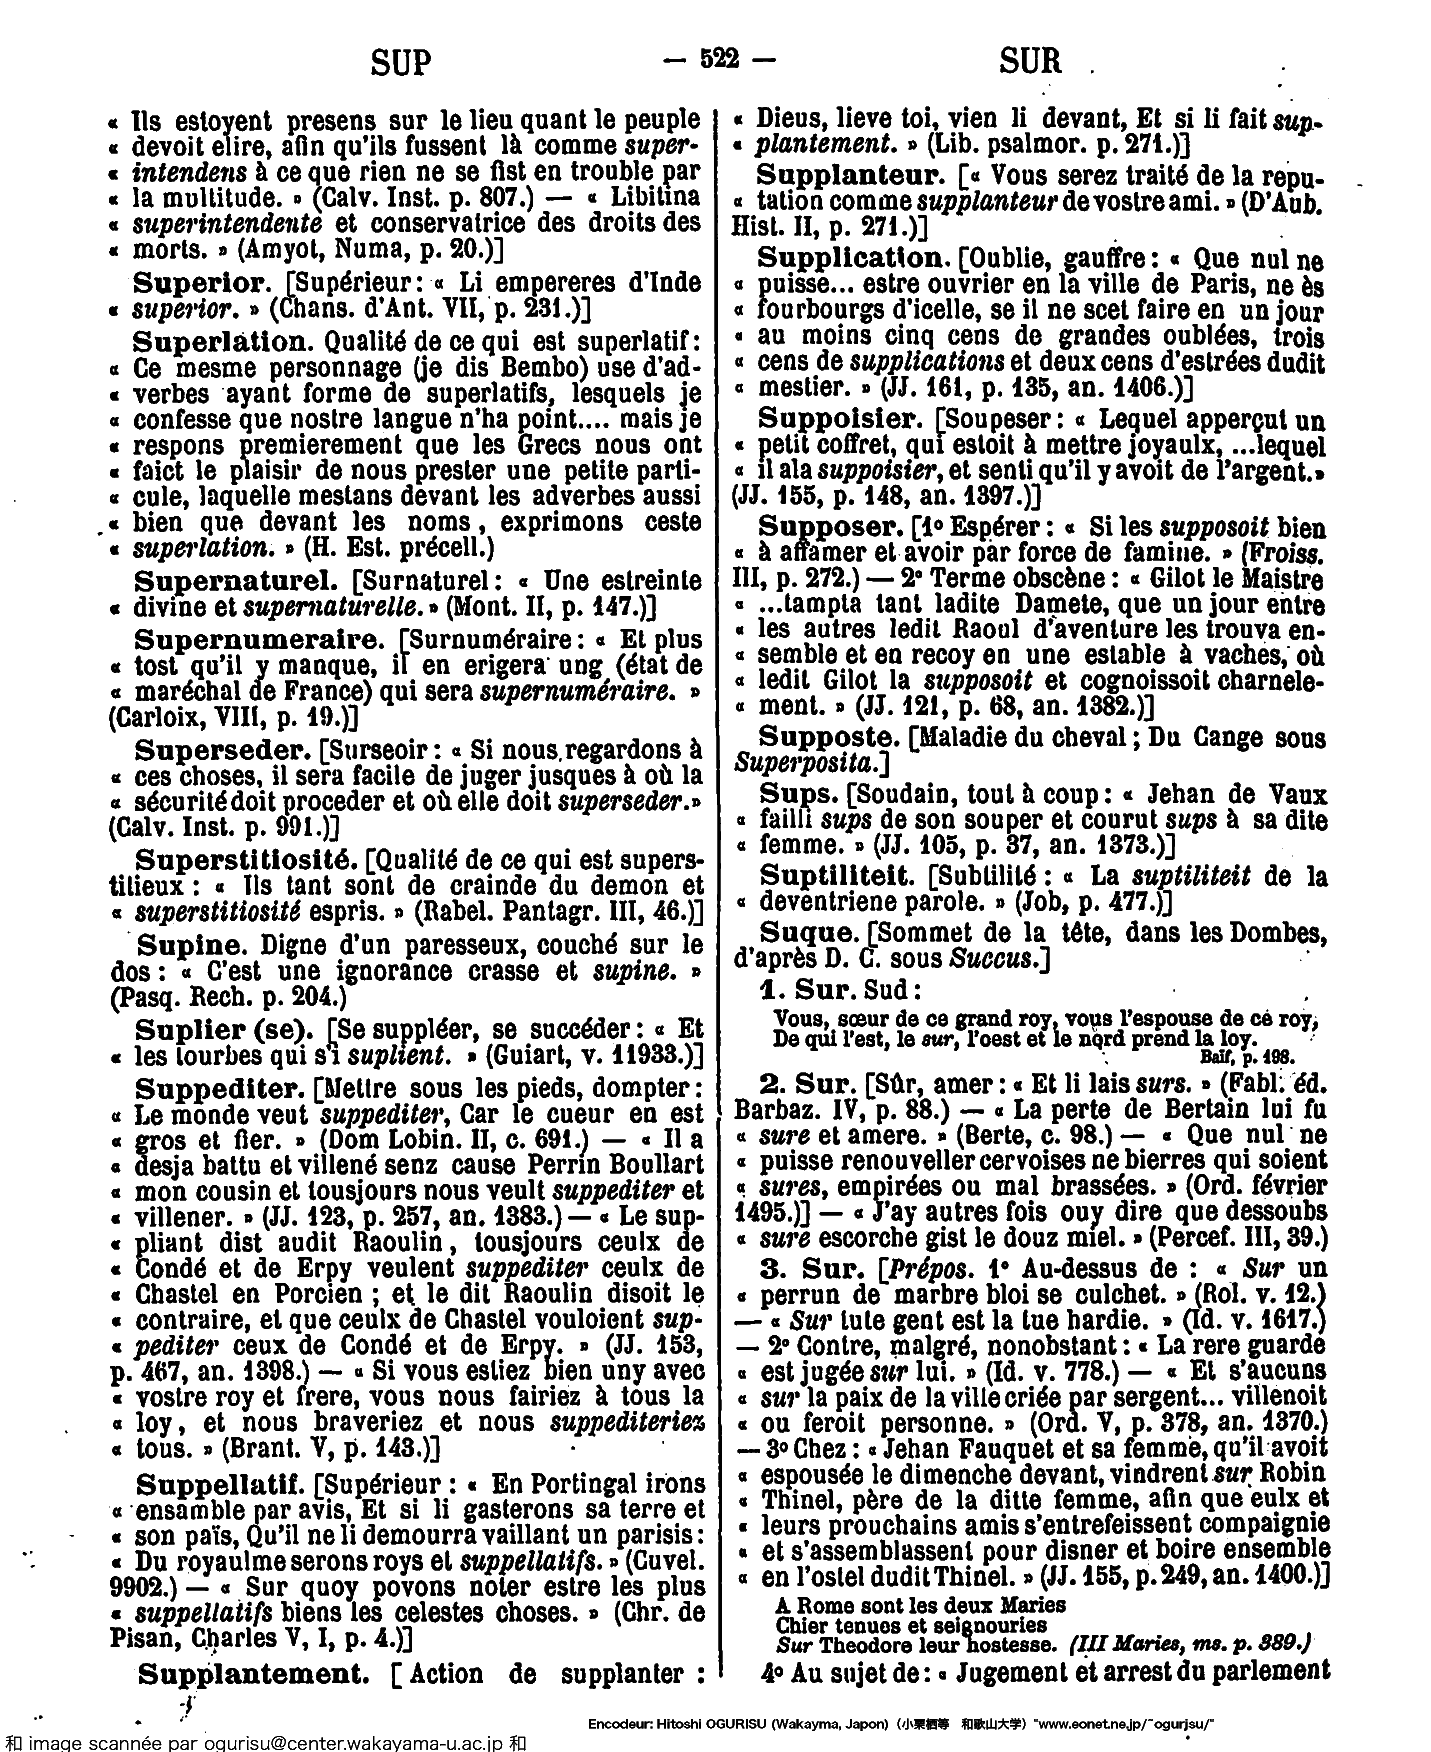 SUP — 522 — SUR
« Ils estoyent presens sur le lieu quant le peuple
« devoit elire, afin qu'ils fussent là comme super-
« intendens à ce que rien ne se fist en trouble par
« la multitude. » (Calv. Inst. p. 807.) — « Libitina
« superintendente et conservatrice des droits des
« morts. » (Amyot, Numa, p. 20.)]
Superior. [Supérieur : « Li empereres d'Inde
« superior. » (Chans. d'Ant. VII, p. 231.)]
Superlation. Qualité de ce qui est superlatif :
« Ce mesme personnage (je dis Bembo) use d'ad-
« verbes ayant forme de superlatifs, lesquels je
« confesse que nostre langue n'ha point.... mais je
« respons premierement que les Grecs nous ont
« faict le plaisir de nous prester une petite parti-
« cule, laquelle mestans devant les adverbes aussi
« bien que devant les noms, exprimons ceste
« superlation. » (H. Est. précell.)
Supernaturel. [Surnaturel : « Une estreinte
« divine et supernaturelle. » (Mont. II, p. 147.)]
Supernumeraire. [Surnuméraire : « Et plus
« tost qu'il y manque, il en erigera ung (état de
« maréchal de France) qui sera supernuméraire. »
(Carloix, VIII, p. 19.)]
Superseder. [Surseoir : « Si nous regardons à
« ces choses, il sera facile de juger jusques à où la
« sécurité doit proceder et où elle doit superseder. »
(Calv. Inst. p. 991.)]
Superstitiosité. [Qualité de ce qui est supers-
titieux : « Ils tant sont de crainde du demon et
« superstitiosité espris. » (Rabel. Pantagr. III, 46.)]
Supine. Digne d'un paresseux, couché sur le
dos : « C'est une ignorance crasse et supine. »
(Pasq. Rech. p. 204.)
Suplier (se). [Se suppléer, se succéder : « Et
« les tourbes qui s'i suplient. » (Guiart, v. 11933.)]
Suppediter. [Mettre sous les pieds, dompter :
« Le monde veut suppediter, Car le cueur en est
« gros et fier. » (Dom Lobin. II, c. 691.) — « Il a
« desja battu et villené senz cause Perrin Boullart
« mon cousin et tousjours nous veult suppediter et
« villener. » (JJ. 123, p. 257, an. 1383.) — « Le sup-
« pliant dist audit Raoulin, tousjours ceulx de
« Condé et de Erpy veulent suppediter ceulx de
« Chastel en Porcien ; et le dit Raoulin disoit le
« contraire, et que ceulx de Chastel vouloient sup-
« pediter ceux de Condé et de Erpy. » (JJ. 153,
p. 467, an. 1398.) — « Si vous estiez bien uny avec
« vostre roy et frere, vous nous fairiez à tous la
« loy, et nous braveriez et nous suppediteriez
« tous. » (Brant. V, p. 143.)]
Suppellatif. [Supérieur : « En Portingal irons
« ensamble par avis, Et si li gasterons sa terre et
« son païs, Qu'il ne li demourra vaillant un parisis :
« Du royaulme serons roys et suppellatifs. » (Cuvel.
9902.) — « Sur quoy povons noter estre les plus
« suppellatifs biens les celestes choses. » (Chr. de
Pisan, Charles V, I, p. 4.)]
Supplantement. [Action de supplanter :
« Dieus, lieve toi, vien li devant, Et si li fait sup-
« plantement. » (Lib. psalmor. p. 271.)]
Supplanteur. [« Vous serez traité de la repu-
« tation comme supplanteur de vostre ami. » (D'Aub.
Hist. II, p. 271.)]
Supplication. [Oublie, gauffre : « Que nul ne
« puisse... estre ouvrier en la ville de Paris, ne ès
« fourbourgs d'icelle, se il ne scet faire en un jour
« au moins cinq cens de grandes oublées, trois
« cens de supplications et deux cens d'estrées dudit
« mestier. » (JJ. 161, p. 135, an. 1406.)]
Suppoisier. [Soupeser : « Lequel apperçut un
« petit coffret, qui estoit à mettre joyaulx, ...lequel
« il ala suppoisier, et senti qu'il y avoit de l'argent. »
(JJ. 155, p. 148, an. 1397.)]
Supposer. [1º Espérer : « Si les supposoit bien
« à affamer et avoir par force de famine. » (Froiss.
III, p. 272.) — 2º Terme obscène : « Gilot le Maistre
« ...tampta tant ladite Damete, que un jour entre
« les autres ledit Raoul d'aventure les trouva en-
« semble et en recoy en une estable à vaches, où
« ledit Gilot la supposoit et cognoissoit charnele-
« ment. » (JJ. 121, p. 68, an. 1382.)]
Supposte. [Maladie du cheval ; Du Cange sous
Superposita.]
Sups. [Soudain, tout à coup : « Jehan de Vaux
« failli sups de son souper et courut sups à sa dite
« femme. » (JJ. 105, p. 37, an. 1373.)]
Suptiliteit. [Subtilité : « La suptiliteit de la
« deventriene parole. » (Job, p. 477.)]
Suque. [Sommet de la tête, dans les Dombes,
d'après D. C. sous Succus.]
1. Sur. Sud :
Vous, sœur de ce grand roy, vous l'espouse de ce roy,
De qui l'est, le sur, l'oest et le nord prend la loy.
Baïf, p. 198.
2. Sur. [Sûr, amer : « Et li lais surs. » (Fabl. éd.
Barbaz. IV, p. 88.) — « La perte de Bertain lui fu
« sure et amere. » (Berte, c. 98.) — « Que nul ne
« puisse renouveller cervoises ne bierres qui soient
« sures, empirées ou mal brassées. » (Ord. février
1495.)] — « J'ay autres fois ouy dire que dessoubs
« sure escorche gist le douz miel. » (Percef. III, 39.)
3. Sur. [Prépos. 1º Au-dessus de : « Sur un
« perrun de marbre bloi se culchet. » (Rol. v. 12.)
— « Sur tute gent est la tue hardie. » (Id. v. 1617.)
— 2º Contre, malgré, nonobstant : « La rere guarde
« est jugée sur lui. » (Id. v. 778.) — « Et s'aucuns
« sur la paix de la ville criée par sergent... villenoit
« ou feroit personne. » (Ord. V, p. 378, an. 1370.)
— 3º Chez : « Jehan Fauquet et sa femme, qu'il avoit
« espousée le dimenche devant, vindrent sur Robin
« Thinel, père de la ditte femme, afin que eulx et
« leurs prouchains amis s'entrefeissent compaignie
« et s'assemblassent pour disner et boire ensemble
« en l'ostel dudit Thinel. » (JJ. 155, p. 249, an. 1400.)]
A Rome sont les deux Maries
Chier tenues et seignouries
Sur Theodore leur hostesse. (III Maries, ms. p. 389.)
4º Au sujet de : « Jugement et arrest du parlement
Encodeur: Hitoshi OGURISU (Wakayma, Japon) (小栗栖等 和歌山大学) "www.eonet.ne.jp/~ogurjsu/"
和 image scannée par ogurisu@center.wakayama-u.ac.jp 和